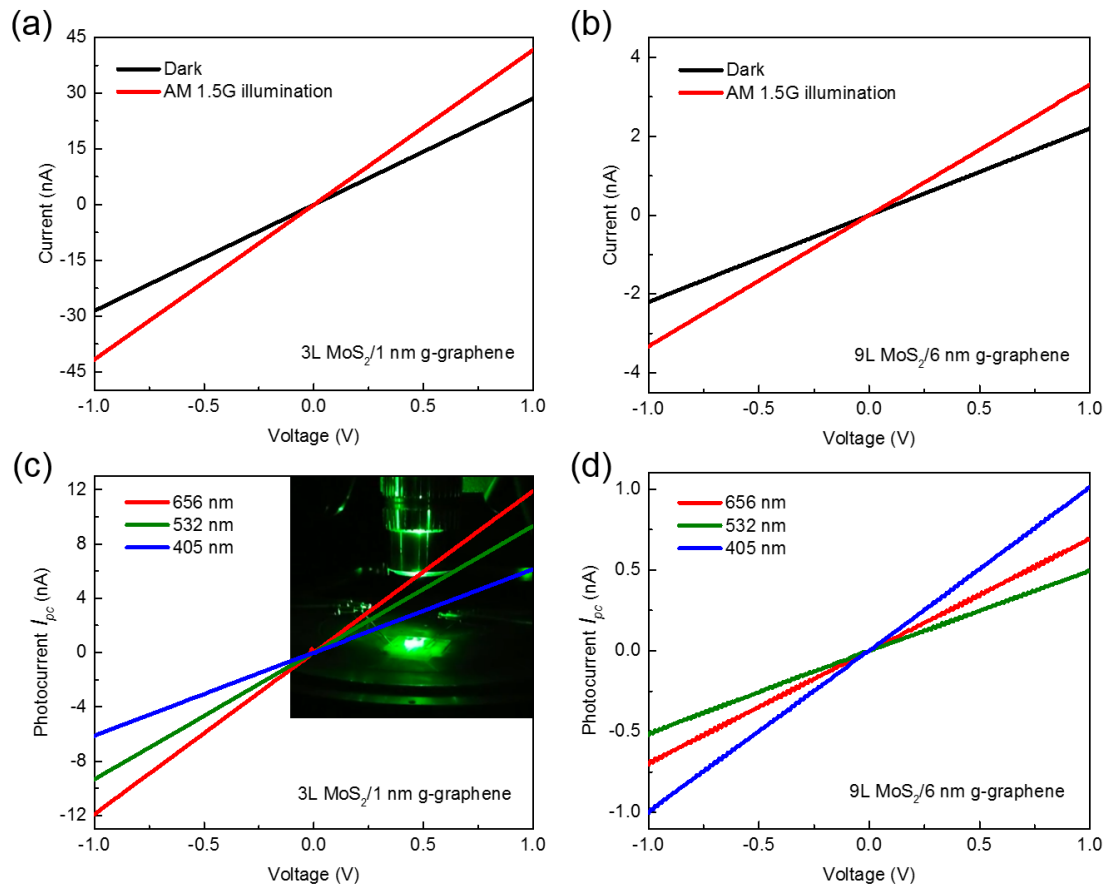 (a)
45
30
15
0
-15
-30
-45
Current (nA)
Dark
AM 1.5G illumination
3L MoS₂/1 nm g-graphene
-1.0 -0.5 0.0 0.5 1.0
Voltage (V)
(b)
4
2
0
-2
-4
Current (nA)
Dark
AM 1.5G illumination
9L MoS₂/6 nm g-graphene
-1.0 -0.5 0.0 0.5 1.0
Voltage (V)
(c)
12
8
4
0
-4
-8
-12
Photocurrent Ipc (nA)
656 nm
532 nm
405 nm
3L MoS₂/1 nm g-graphene
-1.0 -0.5 0.0 0.5 1.0
Voltage (V)
(d)
1.0
0.5
0.0
-0.5
-1.0
Photocurrent Ipc (nA)
656 nm
532 nm
405 nm
9L MoS₂/6 nm g-graphene
-1.0 -0.5 0.0 0.5 1.0
Voltage (V)